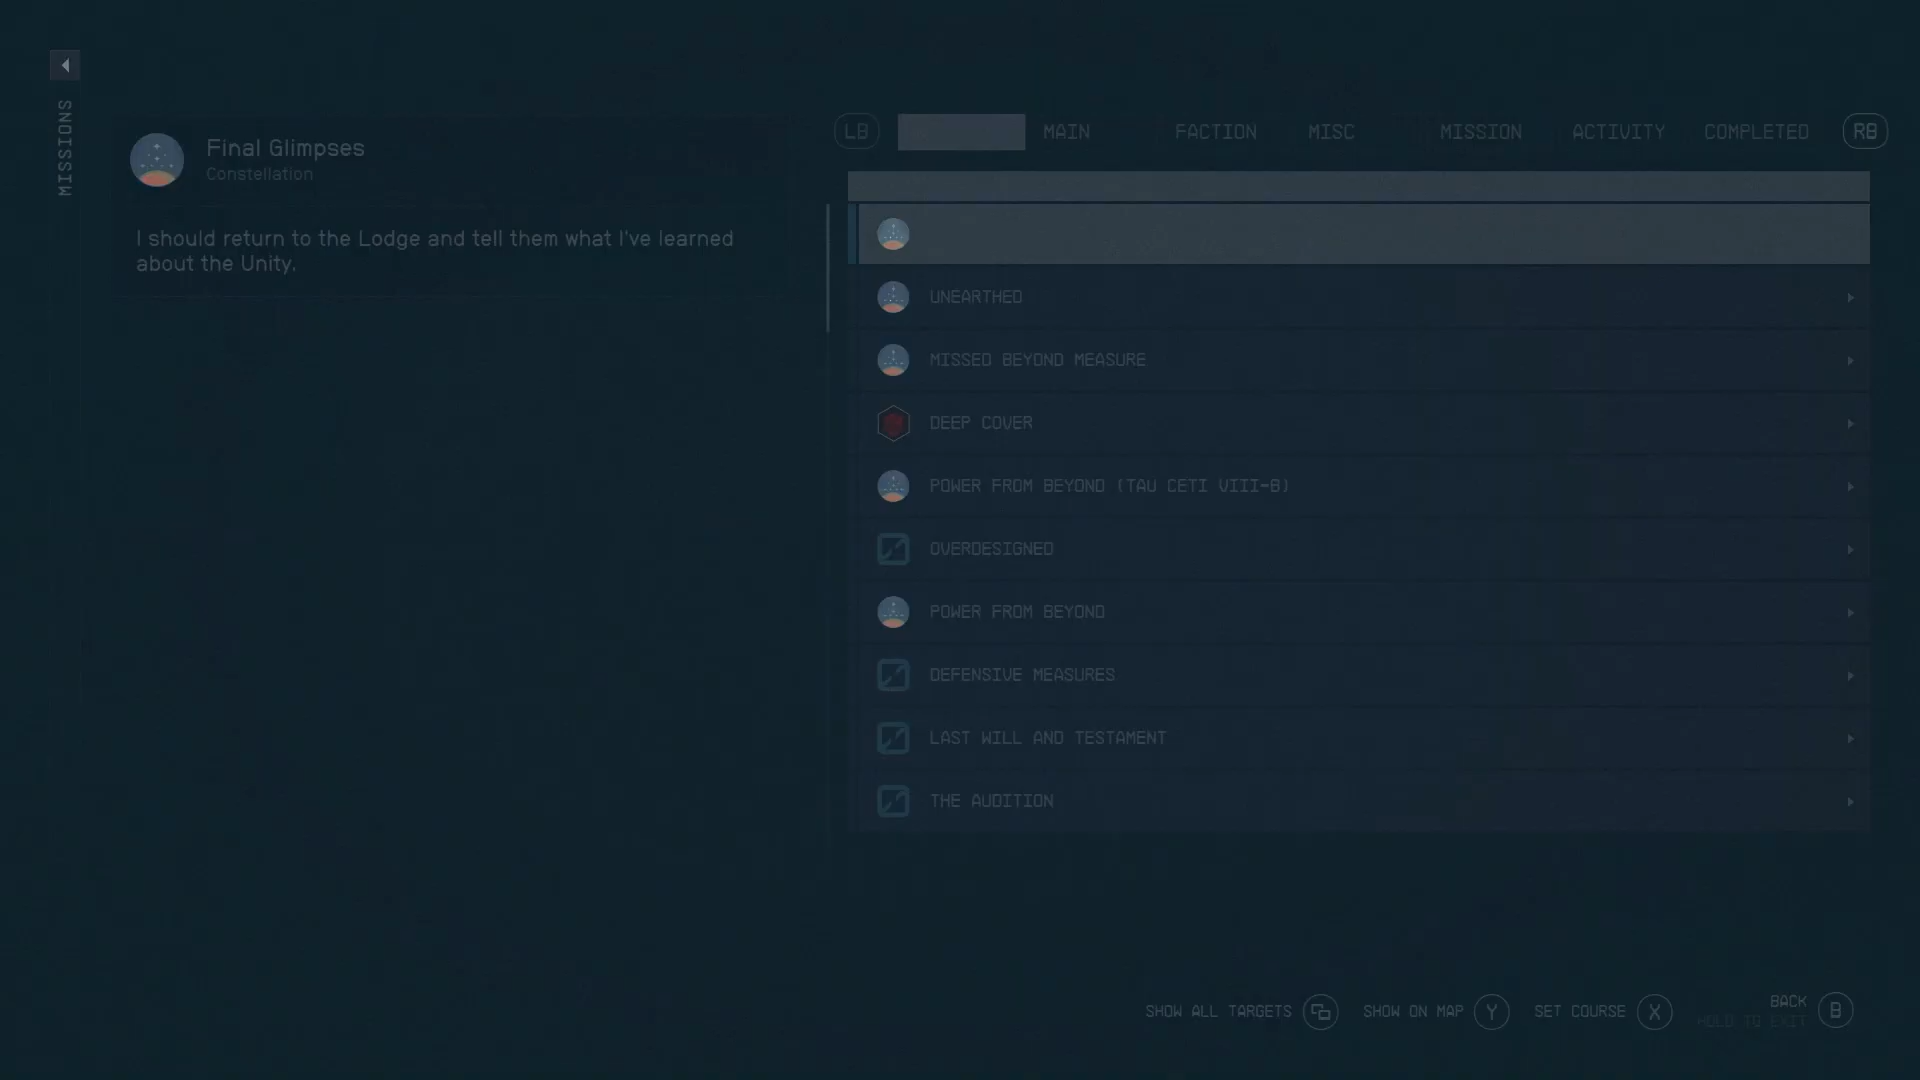 MISSIONS
Final Glimpses
Constellation
I should return to the Lodge and tell them what I've learned
about the Unity.
LB
MAIN
FACTION
MISC
MISSION
ACTIVITY
COMPLETED
RB
UNEARTHED
MISSED BEYOND MEASURE
DEEP COVER
POWER FROM BEYOND (TAU CETI VIII-B)
OVERDESIGNED
POWER FROM BEYOND
DEFENSIVE MEASURES
LAST WILL AND TESTAMENT
THE AUDITION
SHOW ALL TARGETS
SHOW ON MAP Y
SET COURSE X
BACK B
HOLD TO EXIT